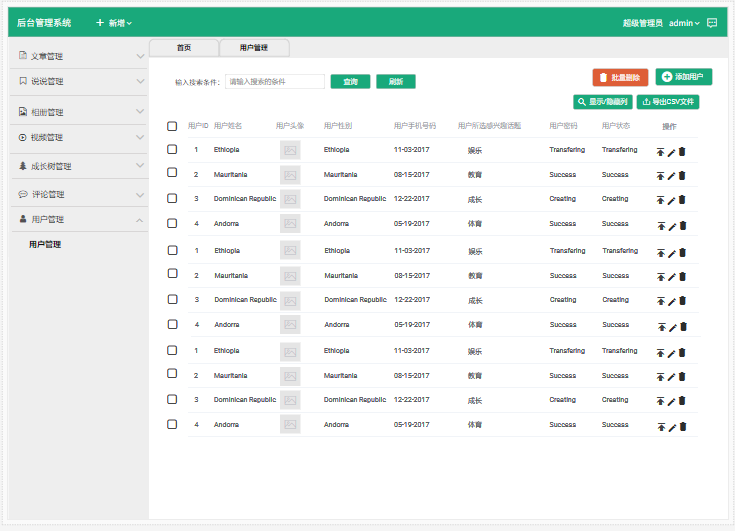 后台管理系统 新增 超级管理员 admin
文章管理
说说管理
相册管理
视频管理
成长树管理
评论管理
用户管理
用户管理
首页 用户管理
输入搜索条件: 请输入搜索的条件 查询 刷新 批量删除 添加用户
显示/隐藏列 导出CSV文件
用户ID 用户姓名 用户头像 用户性别 用户手机号码 用户所选感兴趣话题 用户密码 用户状态 操作
1 Ethiopia Ethiopia 11-03-2017 娱乐 Transfering Transfering
2 Mauritania Mauritania 08-15-2017 教育 Success Success
3 Dominican Republic Dominican Republic 12-22-2017 成长 Creating Creating
4 Andorra Andorra 05-19-2017 体育 Success Success
1 Ethiopia Ethiopia 11-03-2017 娱乐 Transfering Transfering
2 Mauritania Mauritania 08-15-2017 教育 Success Success
3 Dominican Republic Dominican Republic 12-22-2017 成长 Creating Creating
4 Andorra Andorra 05-19-2017 体育 Success Success
1 Ethiopia Ethiopia 11-03-2017 娱乐 Transfering Transfering
2 Mauritania Mauritania 08-15-2017 教育 Success Success
3 Dominican Republic Dominican Republic 12-22-2017 成长 Creating Creating
4 Andorra Andorra 05-19-2017 体育 Success Success